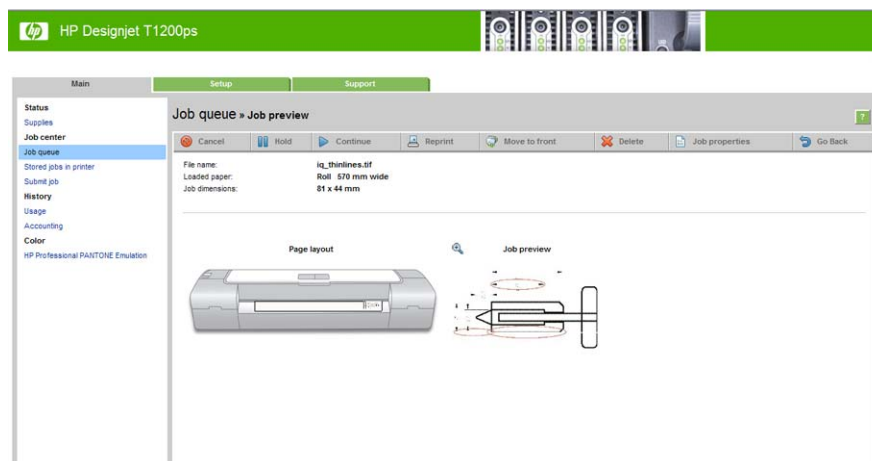 hp HP Designjet T1200ps
Main Setup Support
Status
Supplies
Job center
Job queue
Stored jobs in printer
Submit job
History
Usage
Accounting
Color
HP Professional PANTONE Emulation
Job queue » Job preview
?
Cancel Hold Continue Reprint Move to front Delete Job properties Go Back
File name: iq_thinlines.tif
Loaded paper: Roll 570 mm wide
Job dimensions: 81 x 44 mm
Page layout Job preview